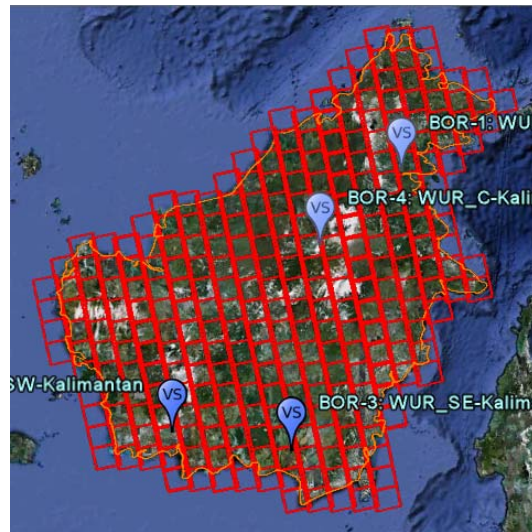 VS
BOR-1: WU
VS
BOR-4: WUR_C-Kali
SW-Kalimantan
VS
VS
BOR-3: WUR_SE-Kalim